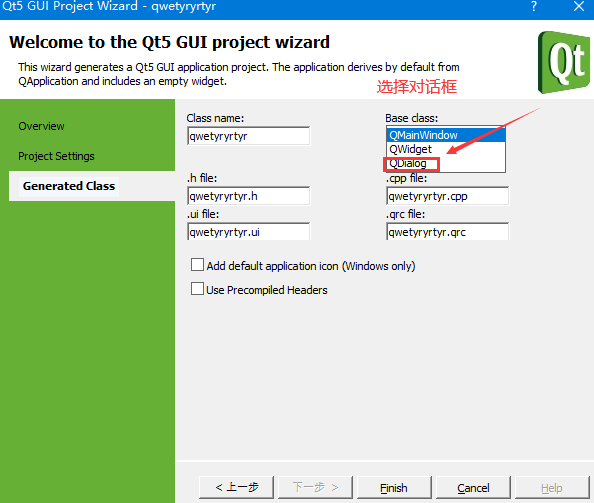 Qt5 GUI Project Wizard - qwetyryrtyr
?
Welcome to the Qt5 GUI project wizard
This wizard generates a Qt5 GUI application project. The application derives by default from
QApplication and includes an empty widget.
Qt
选择对话框
Overview
Project Settings
Generated Class
Class name:
qwetyryrtyr
Base class:
QMainWindow
QWidget
QDialog
.h file:
qwetyryrtyr.h
.cpp file:
qwetyryrtyr.cpp
.ui file:
qwetyryrtyr.ui
.qrc file:
qwetyryrtyr.qrc
Add default application icon (Windows only)
Use Precompiled Headers
< 上一步
下一步 >
Finish
Cancel
Help